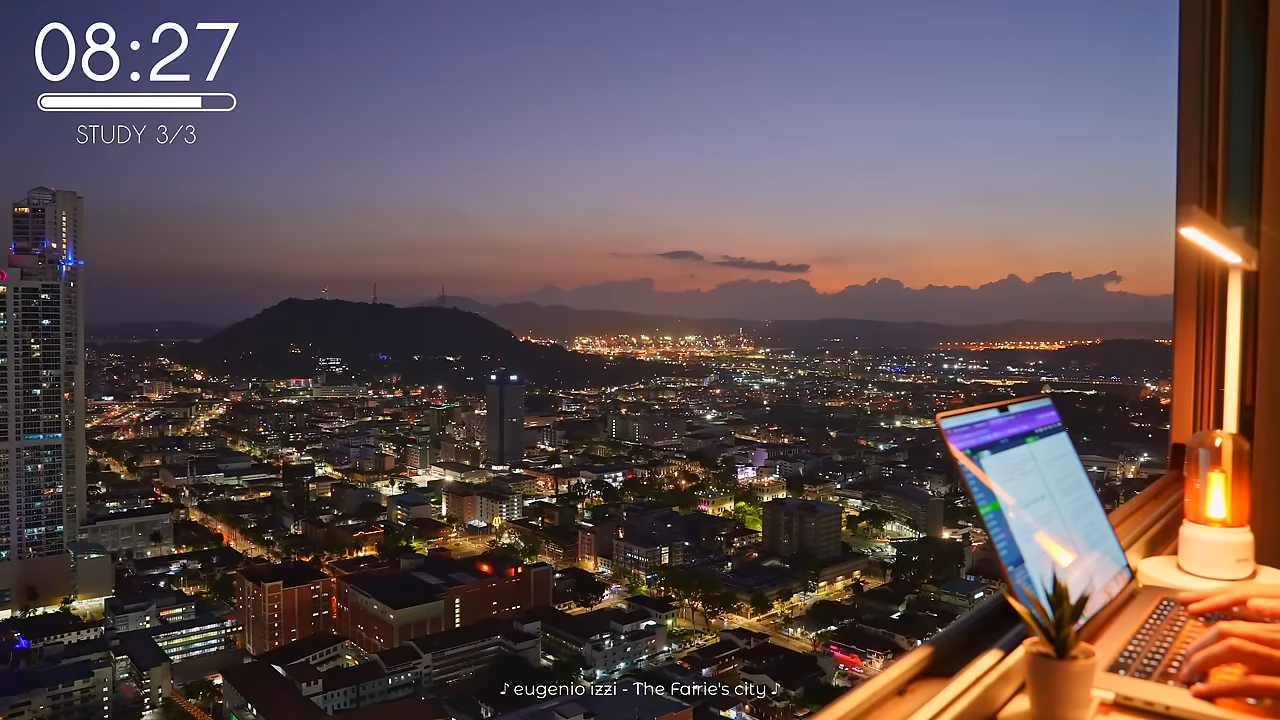 08:27
STUDY 3/3
♪ eugenio izzi - The Fairie's city ♪